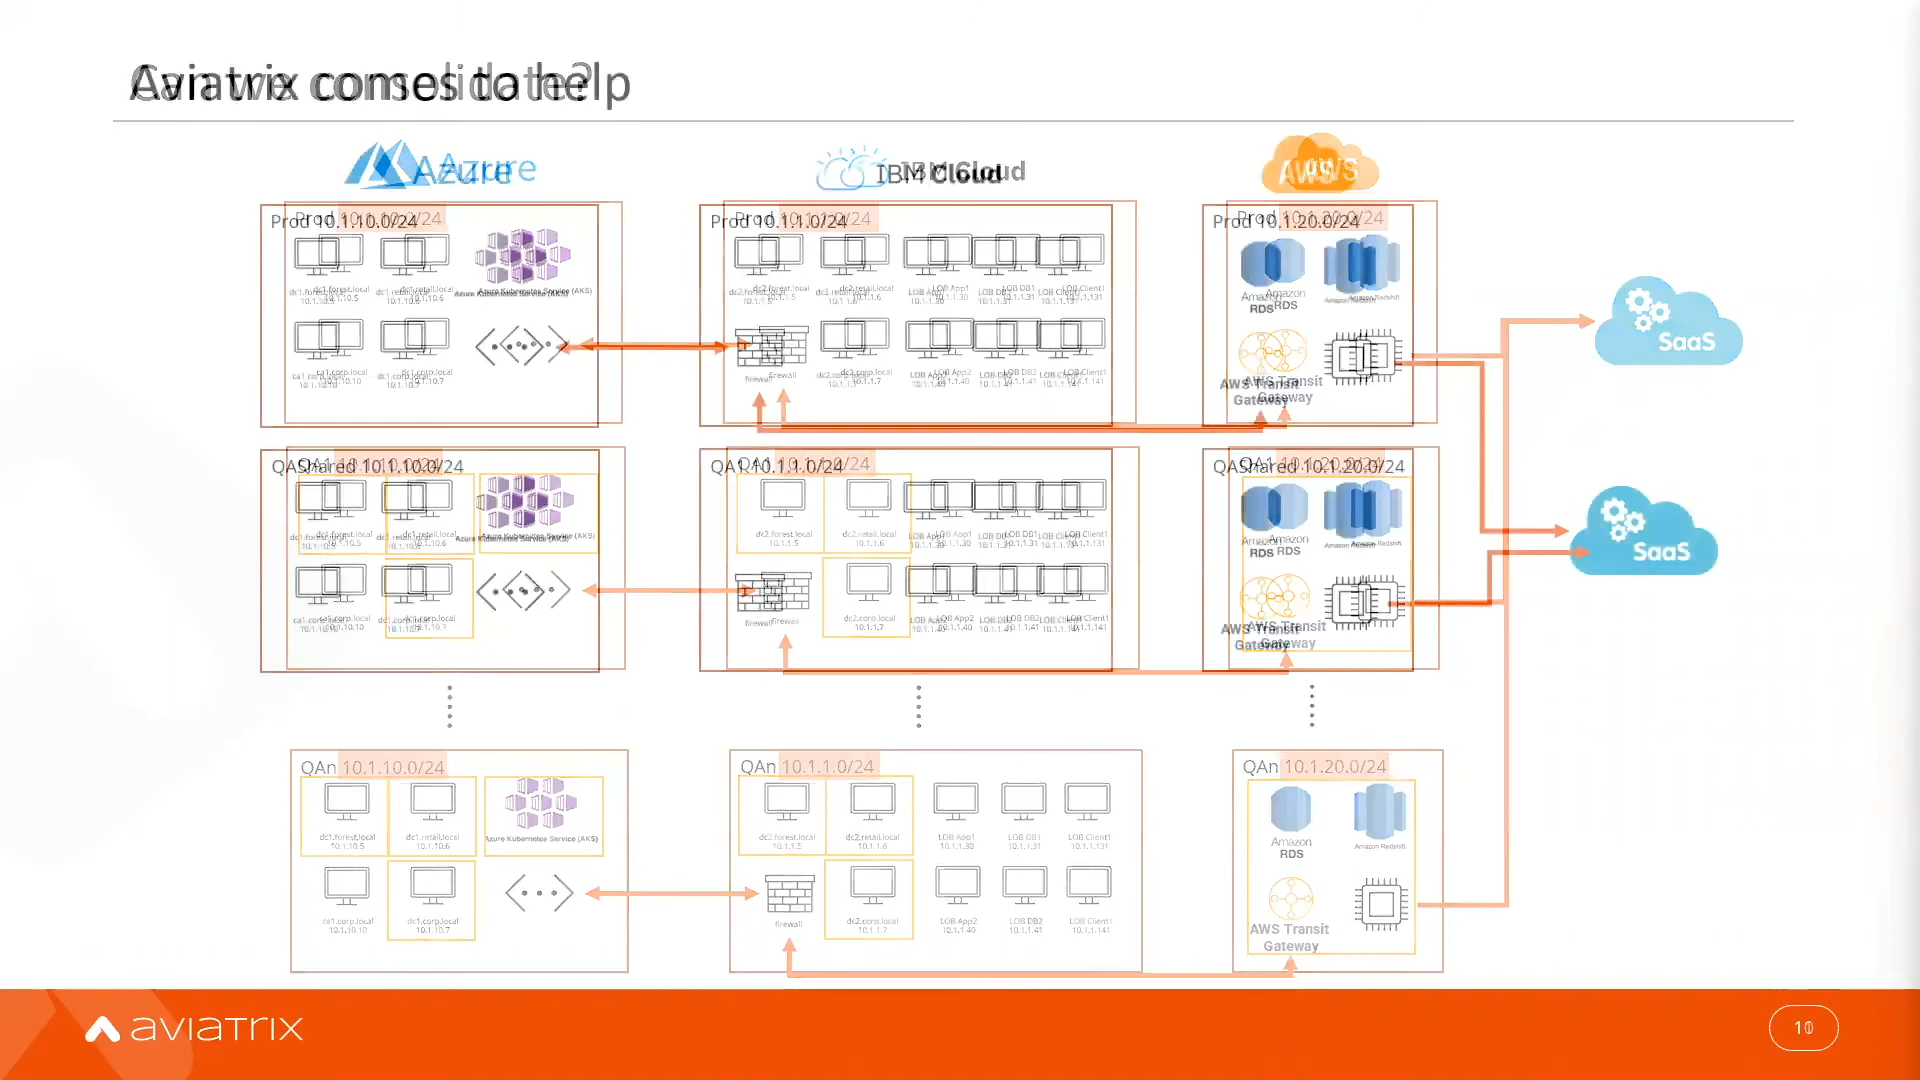 Can we consolidate?
Aviatrix comes to help
Azure
IBM Cloud
AWS
Prod 10.1.10.0/24
Prod 10.1.1.0/24
Prod 10.1.20.0/24
dc1.forest.local
10.1.10.5
dc1.retail.local
10.1.10.6
Azure Kubernetes Service (AKS)
dc2.forest.local
10.1.1.5
dc2.retail.local
10.1.1.6
LOB App1
10.1.1.30
LOB DB1
10.1.1.31
LOB Client1
10.1.1.131
Amazon
RDS
Amazon Redshift
ca1.corp.local
10.1.10.10
dc1.corp.local
10.1.10.7
firewall
dc2.corp.local
10.1.1.7
LOB App2
10.1.1.40
LOB DB2
10.1.1.41
LOB Client1
10.1.1.141
AWS Transit
Gateway
SaaS
QA1 10.1.10.0/24
QAShared 10.1.10.0/24
QA1 10.1.1.0/24
QA1 10.1.20.0/24
QAShared 10.1.20.0/24
dc1.forest.local
10.1.10.5
dc1.retail.local
10.1.10.6
Azure Kubernetes Service (AKS)
dc2.forest.local
10.1.1.5
dc2.retail.local
10.1.1.6
LOB App1
10.1.1.30
LOB DB1
10.1.1.31
LOB Client1
10.1.1.131
Amazon
RDS
Amazon Redshift
ca1.corp.local
10.1.10.10
dc1.corp.local
10.1.10.7
firewall
dc2.corp.local
10.1.1.7
LOB App2
10.1.1.40
LOB DB2
10.1.1.41
LOB Client1
10.1.1.141
AWS Transit
Gateway
SaaS
QAn 10.1.10.0/24
QAn 10.1.1.0/24
QAn 10.1.20.0/24
dc1.forest.local
10.1.10.5
dc1.retail.local
10.1.10.6
Azure Kubernetes Service (AKS)
dc2.forest.local
10.1.1.5
dc2.retail.local
10.1.1.6
LOB App1
10.1.1.30
LOB DB1
10.1.1.31
LOB Client1
10.1.1.131
Amazon
RDS
Amazon Redshift
ca1.corp.local
10.1.10.10
dc1.corp.local
10.1.10.7
firewall
dc2.corp.local
10.1.1.7
LOB App2
10.1.1.40
LOB DB2
10.1.1.41
LOB Client1
10.1.1.141
AWS Transit
Gateway
aviatrix